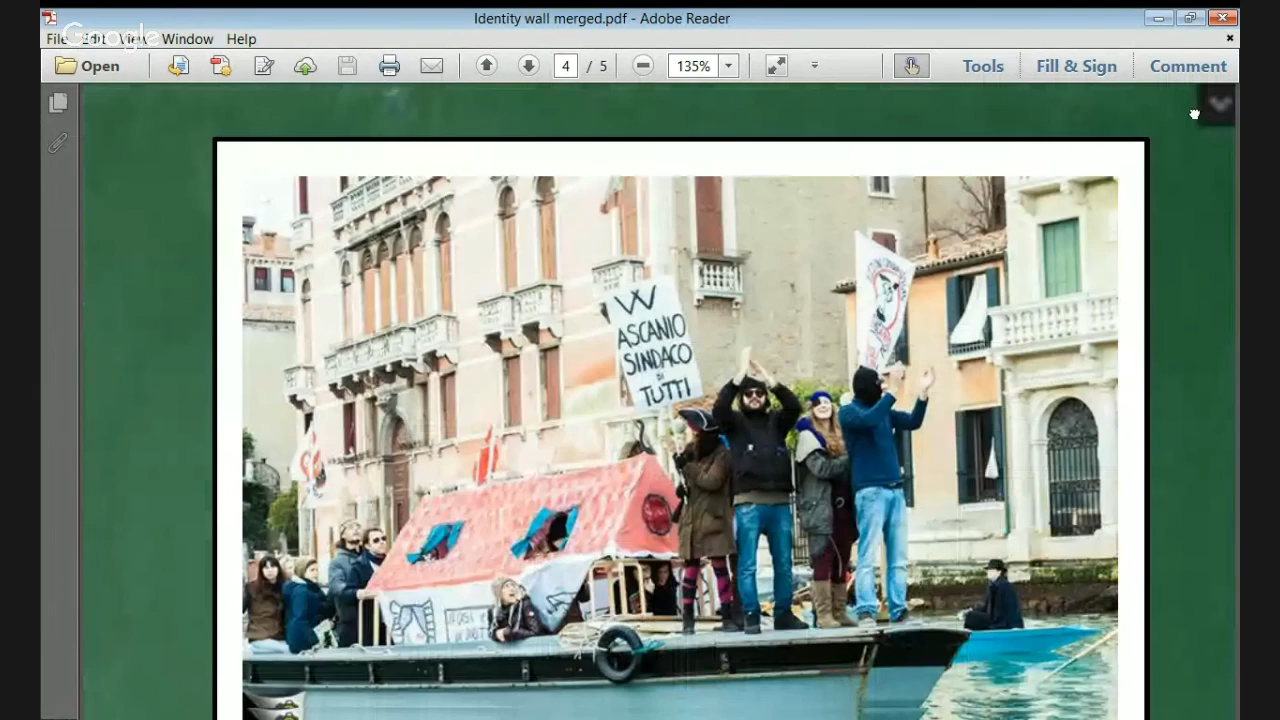 Identity wall merged.pdf - Adobe Reader
Google
File Edit View Window Help
Open
4 / 5
135%
Tools Fill & Sign Comment
W
ASCANIO
SINDACO
DI
TUTTI